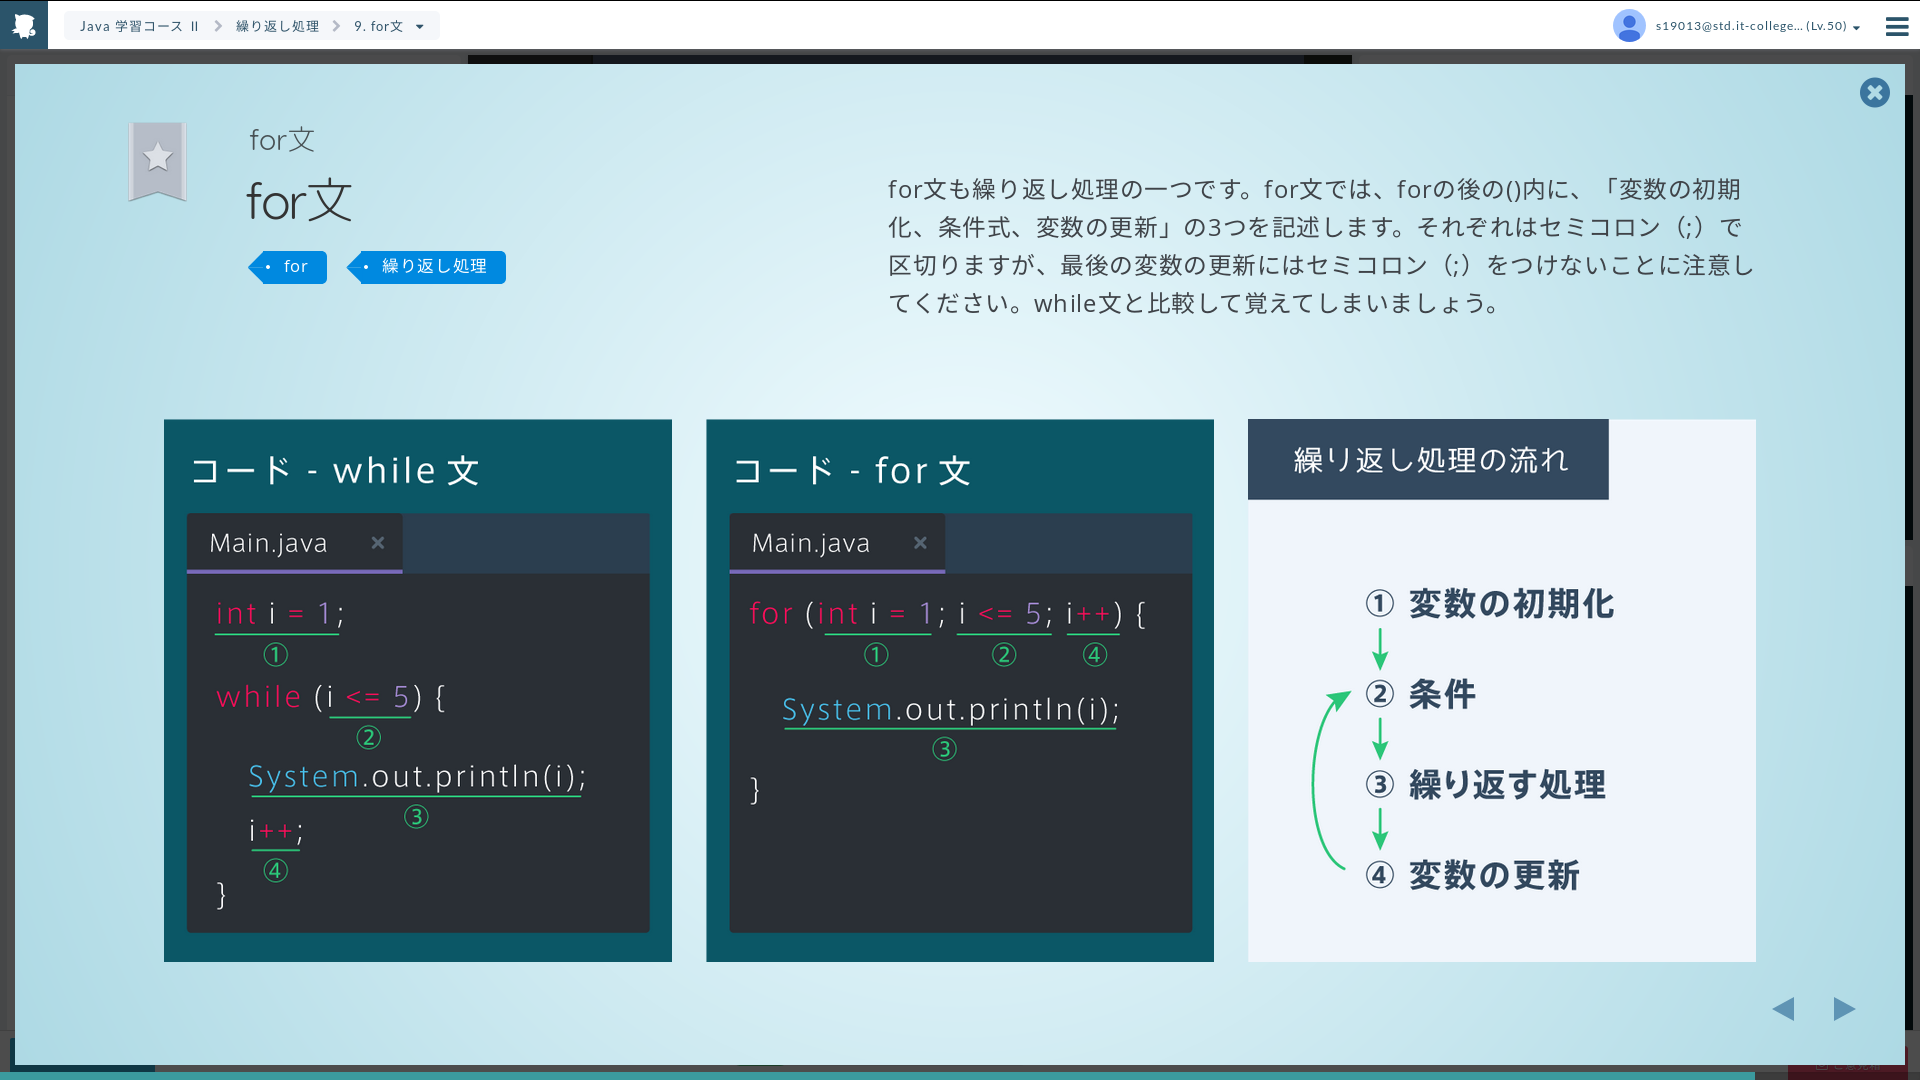 Java 学習コース II
繰り返し処理
9. for文
s19013@std.it-college... (Lv.50)
for文
for文
for
繰り返し処理
for文も繰り返し処理の一つです。for文では、forの後の()内に、「変数の初期
化、条件式、変数の更新」の3つを記述します。それぞれはセミコロン（;）で
区切りますが、最後の変数の更新にはセミコロン（;）をつけないことに注意し
てください。while文と比較して覚えてしまいましょう。
コード - while 文
Main.java
int i = 1;
①
while (i <= 5) {
②
System.out.println(i);
③
i++;
④
}
コード - for 文
Main.java
for (int i = 1; i <= 5; i++) {
① ② ④
System.out.println(i);
③
}
繰り返し処理の流れ
① 変数の初期化
② 条件
③ 繰り返す処理
④ 変数の更新